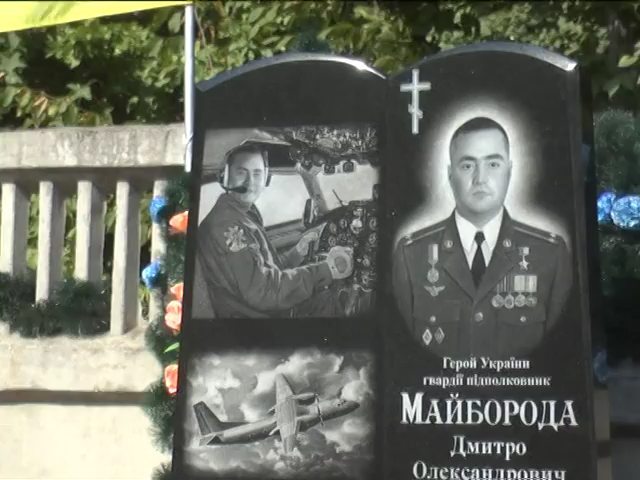 Герой України
гвардії підполковник
МАЙБОРОДА
Дмитро
Олександрович